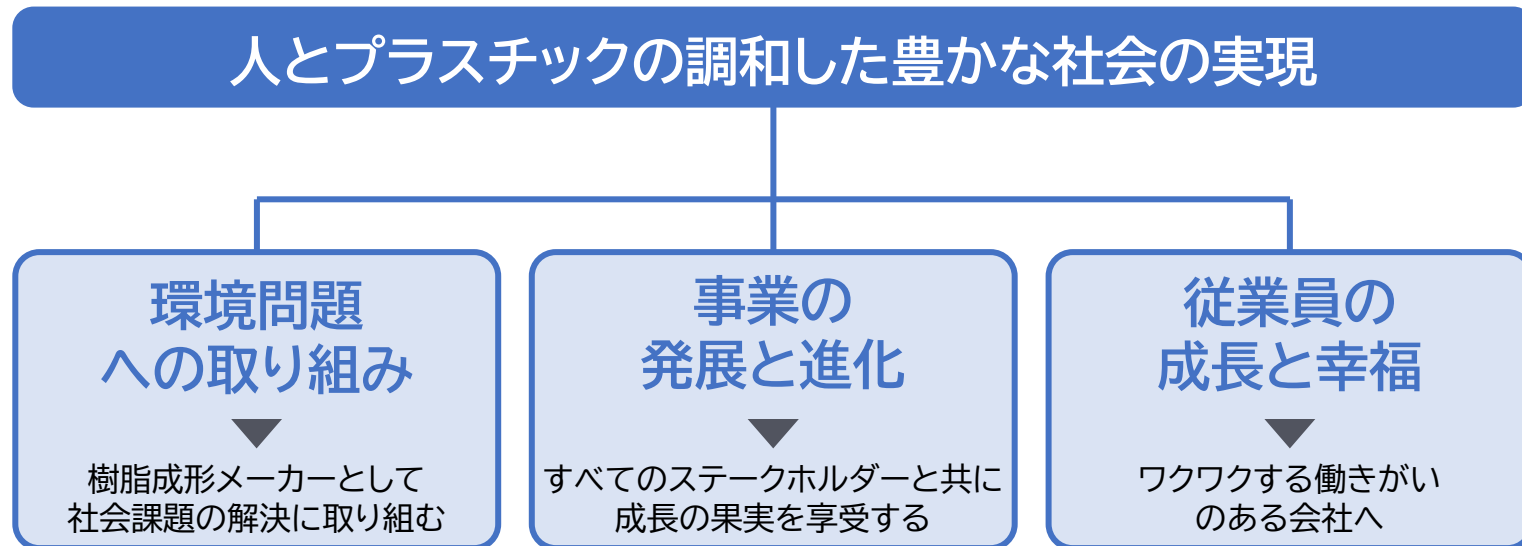 人とプラスチックの調和した豊かな社会の実現
環境問題
への取り組み
樹脂成形メーカーとして
社会課題の解決に取り組む
事業の
発展と進化
すべてのステークホルダーと共に
成長の果実を享受する
従業員の
成長と幸福
ワクワクする働きがい
のある会社へ